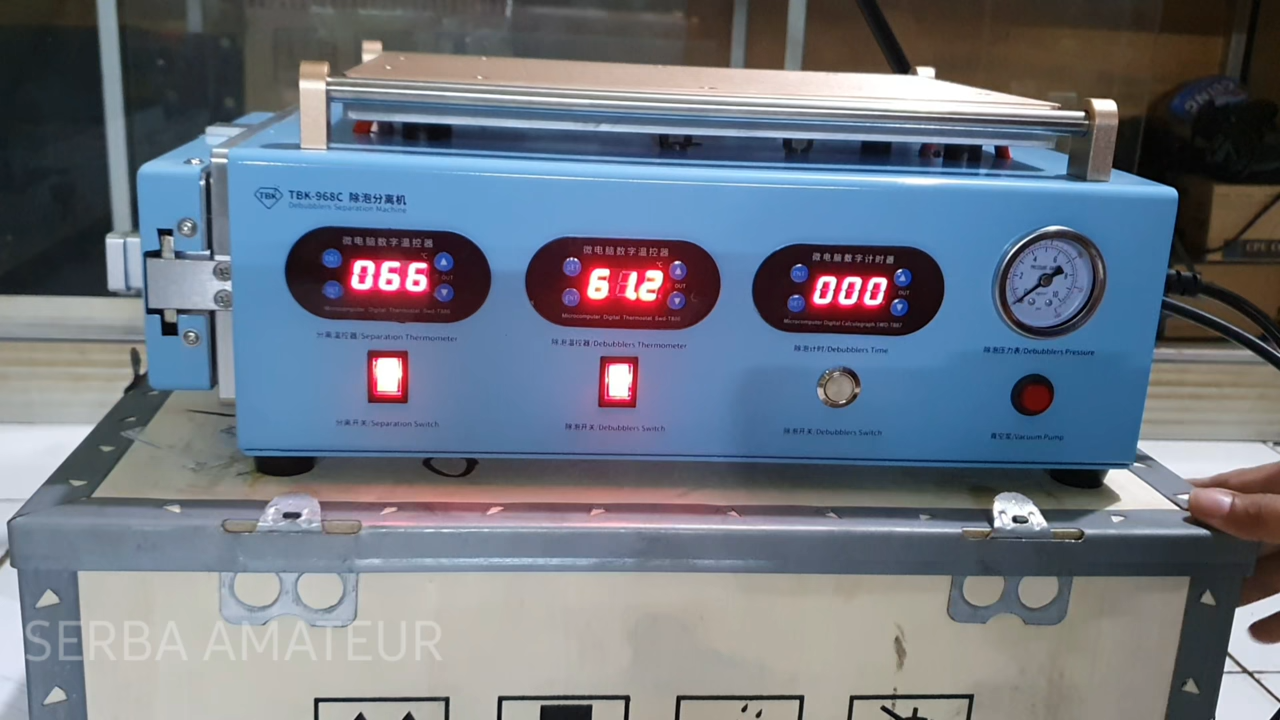 TBK
TBK-968C 除泡分离机
Debubblers Separation Machine
微电脑数字温控器
℃
066
OUT
Microcomputer Digital Thermostat
微电脑数字温控器
℃
SET
61.2
OUT
Microcomputer Digital Thermostat
微电脑数字计时器
000
OUT
SET
Microcomputer Digital Calculagraph
分离温控器/Separation Thermometer
除泡温控器/Debubblers Thermometer
除泡计时/Debubblers Time
除泡压力表/Debubblers Pressure
分离开关/Separation Switch
除泡开关/Debubblers Switch
除泡开关/Debubblers Switch
真空泵/Vacuum Pump
SERBA AMATEUR